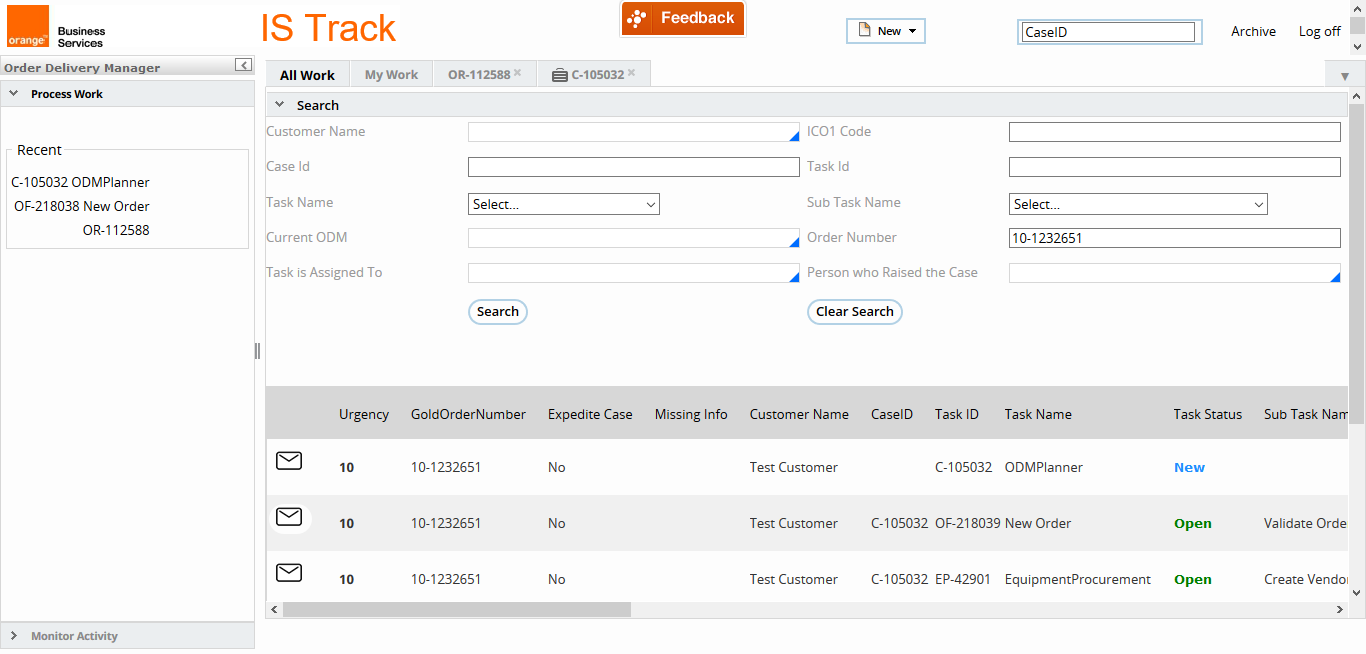 orange™
Business
Services
IS Track
Feedback
New
CaseID
Archive
Log off
Order Delivery Manager
Process Work
Recent
C-105032 ODMPlanner
OF-218038 New Order
OR-112588
Monitor Activity
All Work
My Work
OR-112588
C-105032
Search
Customer Name
ICO1 Code
Case Id
Task Id
Task Name Select...
Sub Task Name Select...
Current ODM
Order Number 10-1232651
Task is Assigned To
Person who Raised the Case
Search
Clear Search
Urgency GoldOrderNumber Expedite Case Missing Info Customer Name CaseID Task ID Task Name Task Status Sub Task Nam
10 10-1232651 No Test Customer C-105032 ODMPlanner New
10 10-1232651 No Test Customer C-105032 OF-218039 New Order Open Validate Orde
10 10-1232651 No Test Customer C-105032 EP-42901 EquipmentProcurement Open Create Vendo